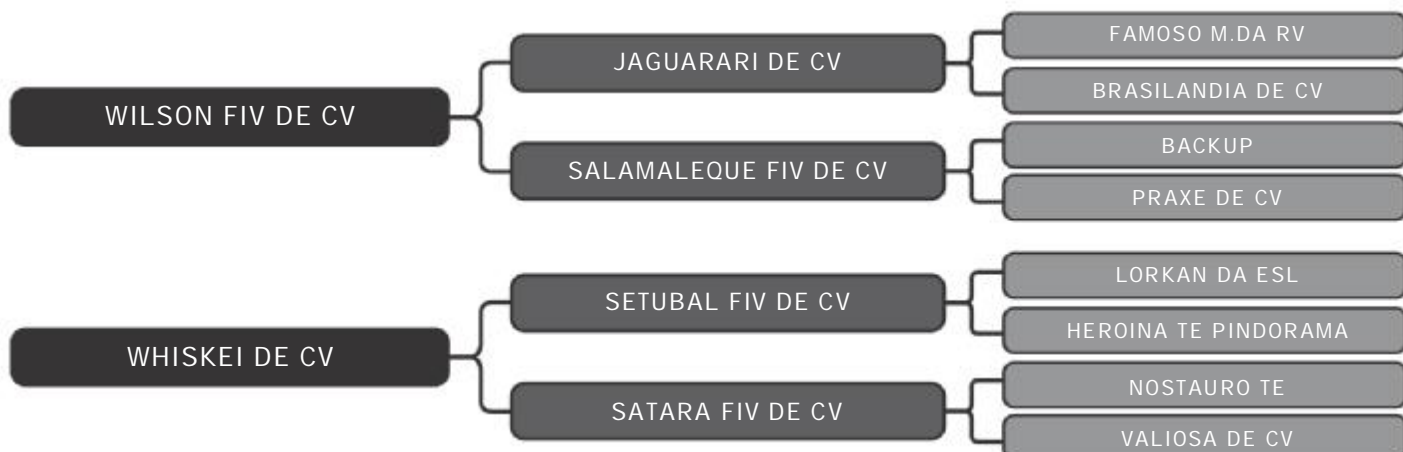 WILSON FIV DE CV
JAGUARARI DE CV
FAMOSO M.DA RV
BRASILANDIA DE CV
SALAMALEQUE FIV DE CV
BACKUP
PRAXE DE CV
WHISKEI DE CV
SETUBAL FIV DE CV
LORKAN DA ESL
HEROINA TE PINDORAMA
SATARA FIV DE CV
NOSTAURO TE
VALIOSA DE CV